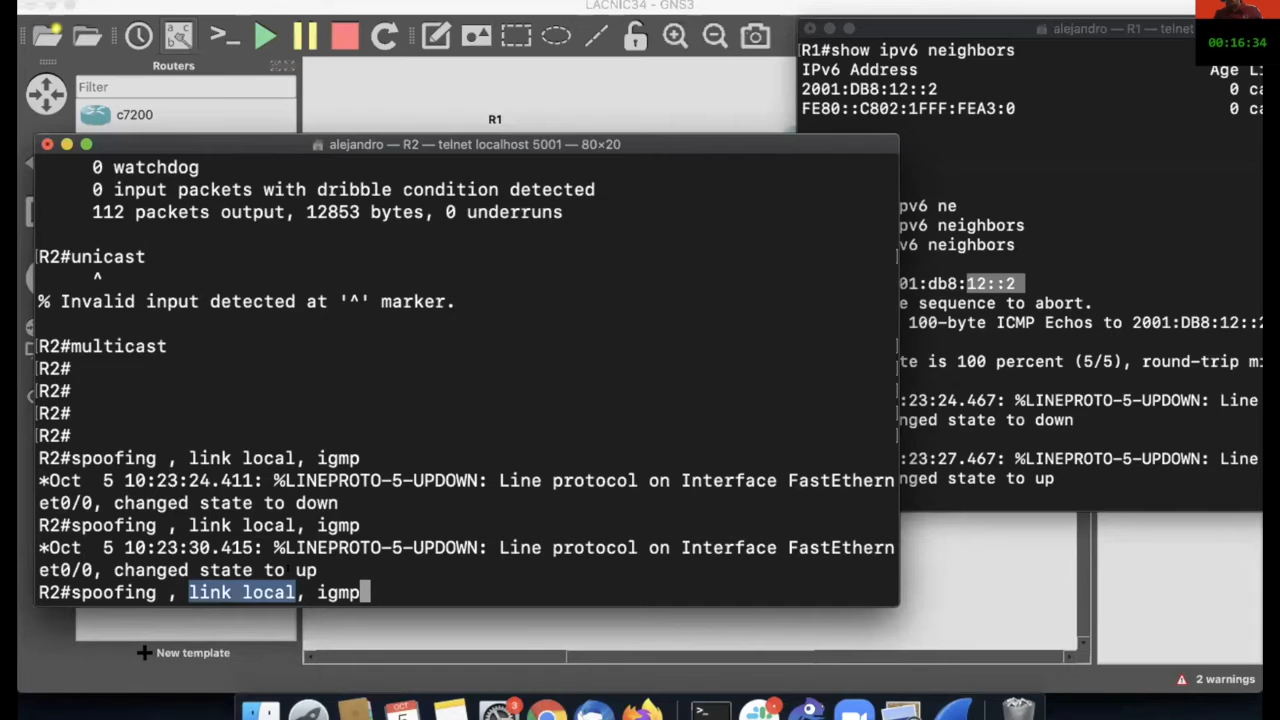 LACNIC34 - GNS3
Routers
Filter
c7200
R1
New template
2 warnings
00:16:34
alejandro — R1 — telnet
R1#show ipv6 neighbors
IPv6 Address Age Li
2001:DB8:12::2 0 ca
FE80::C802:1FFF:FEA3:0 0 ca
pv6 ne
pv6 neighbors
v6 neighbors
01:db8:12::2
e sequence to abort.
100-byte ICMP Echos to 2001:DB8:12::2
te is 100 percent (5/5), round-trip mi
:23:24.467: %LINEPROTO-5-UPDOWN: Line
nged state to down
:23:27.467: %LINEPROTO-5-UPDOWN: Line
nged state to up
alejandro — R2 — telnet localhost 5001 — 80×20
0 watchdog
0 input packets with dribble condition detected
112 packets output, 12853 bytes, 0 underruns
R2#unicast
^
% Invalid input detected at '^' marker.
R2#multicast
R2#
R2#
R2#
R2#
R2#spoofing , link local, igmp
*Oct  5 10:23:24.411: %LINEPROTO-5-UPDOWN: Line protocol on Interface FastEthern
et0/0, changed state to down
R2#spoofing , link local, igmp
*Oct  5 10:23:30.415: %LINEPROTO-5-UPDOWN: Line protocol on Interface FastEthern
et0/0, changed state to up
R2#spoofing , link local, igmp
OCT
5
3